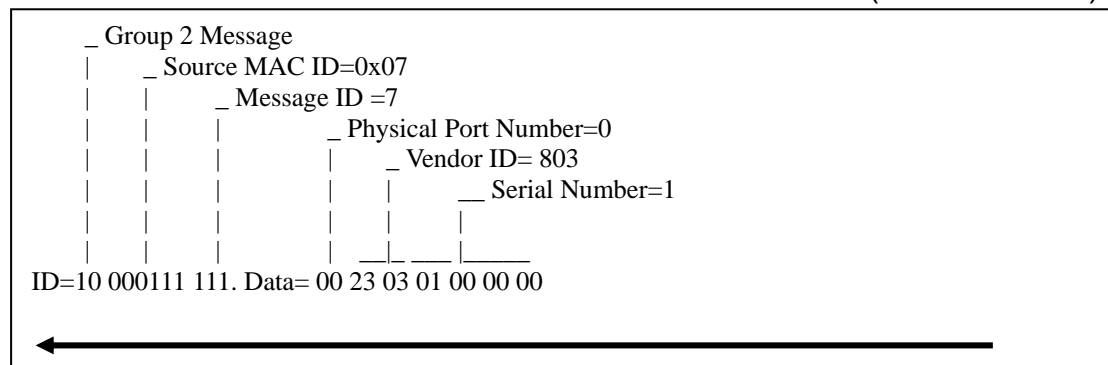 _ Group 2 Message
| _ Source MAC ID=0x07
| | _ Message ID =7
| | | _ Physical Port Number=0
| | | | _ Vendor ID= 803
| | | | | __ Serial Number=1
| | | | | |
| | | | __|_ ___ |_____
ID=10 000111 111. Data= 00 23 03 01 00 00 00